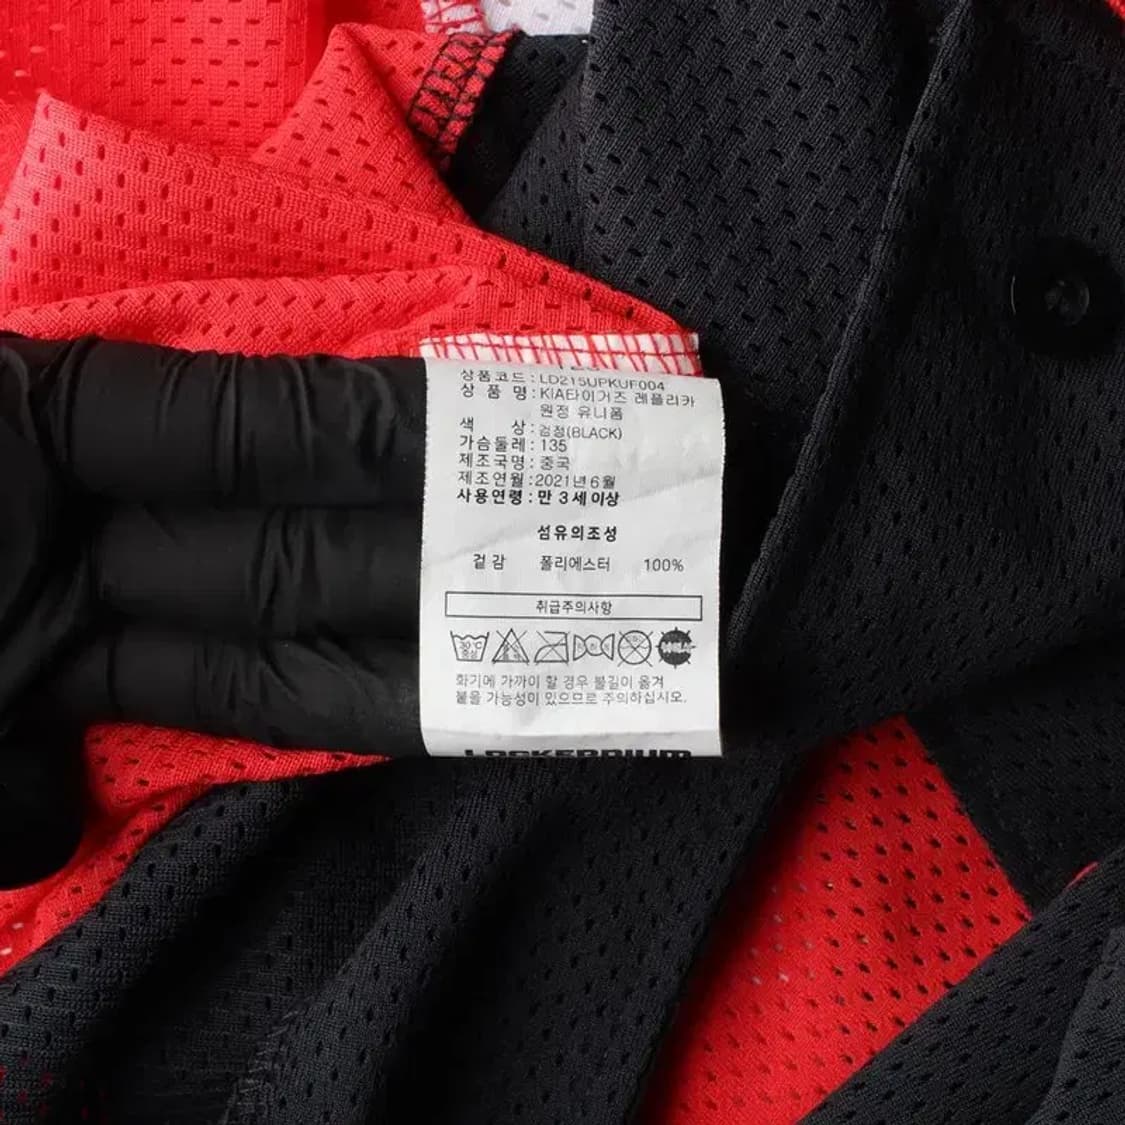 상품코드 : LD215UPKUF004
상 품 명 : KIA타이거즈 레플리카
원정 유니폼
색 상 : 검정(BLACK)
가슴둘레 : 135
제조국명 : 중국
제조연월 : 2021년 6월
사용연령 : 만 3세 이상
섬유의조성
겉감 폴리에스터 100%
취급주의사항
30℃
중성
화기에 가까이 할 경우 불길이 옮겨
붙을 가능성이 있으므로 주의하십시오.